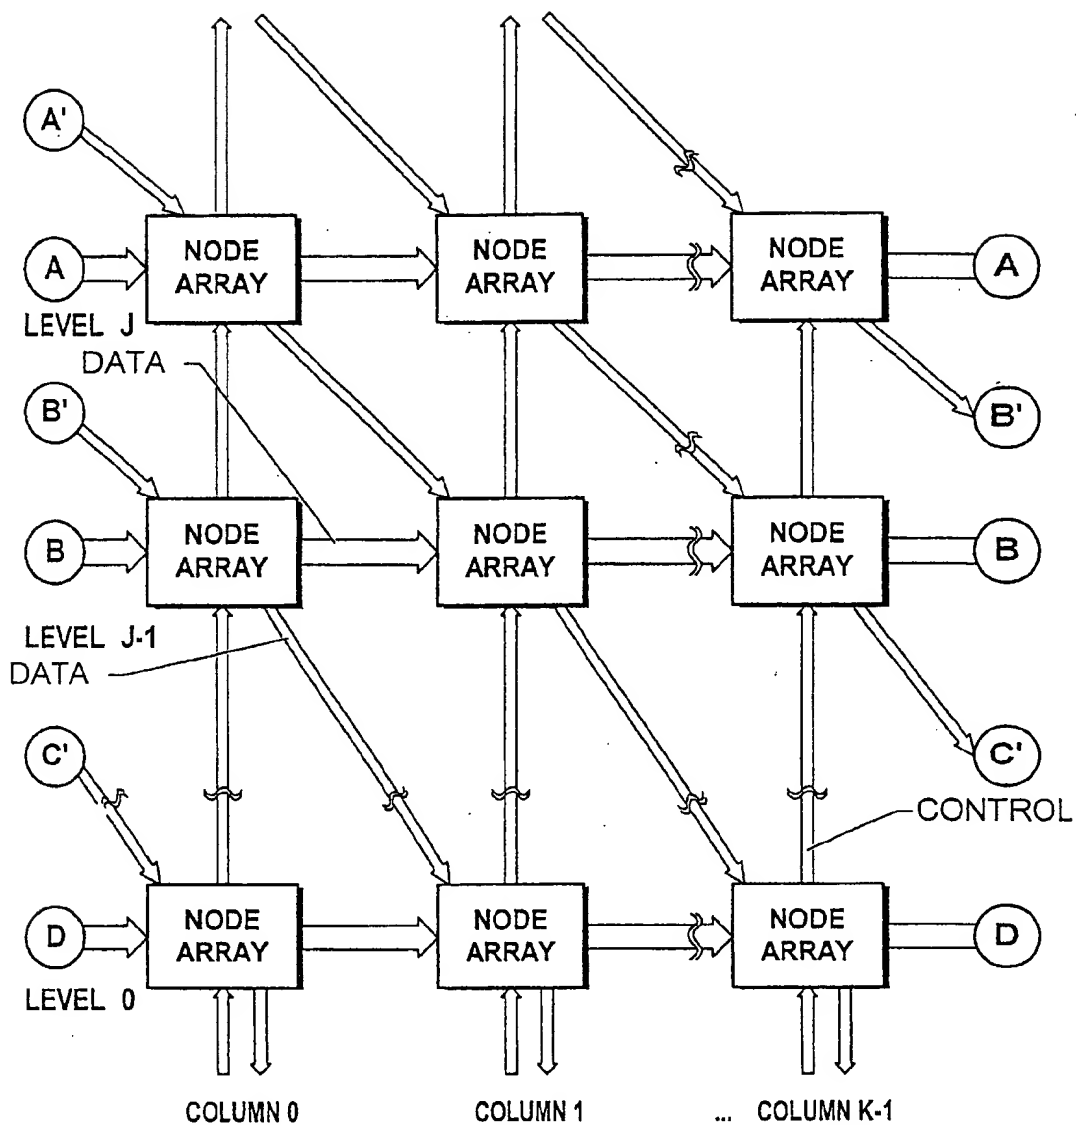 A'
A
NODE ARRAY
NODE ARRAY
NODE ARRAY
A
LEVEL J
DATA
B'
B'
B
NODE ARRAY
NODE ARRAY
NODE ARRAY
B
LEVEL J-1
DATA
C'
C'
CONTROL
D
NODE ARRAY
NODE ARRAY
NODE ARRAY
D
LEVEL 0
COLUMN 0
COLUMN 1
... COLUMN K-1